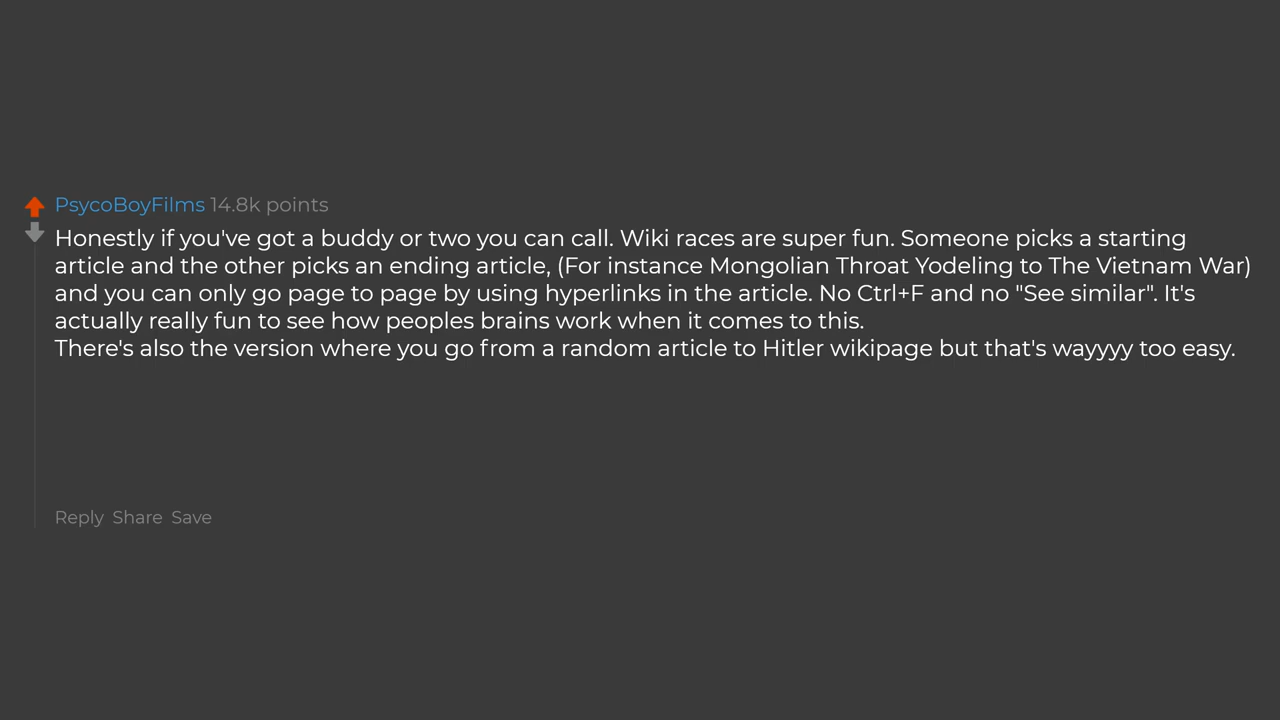 PsycoBoyFilms 14.8k points
Honestly if you've got a buddy or two you can call. Wiki races are super fun. Someone picks a starting
article and the other picks an ending article, (For instance Mongolian Throat Yodeling to The Vietnam War)
and you can only go page to page by using hyperlinks in the article. No Ctrl+F and no "See similar". It's
actually really fun to see how peoples brains work when it comes to this.
There's also the version where you go from a random article to Hitler wikipage but that's wayyyy too easy.
Reply Share Save